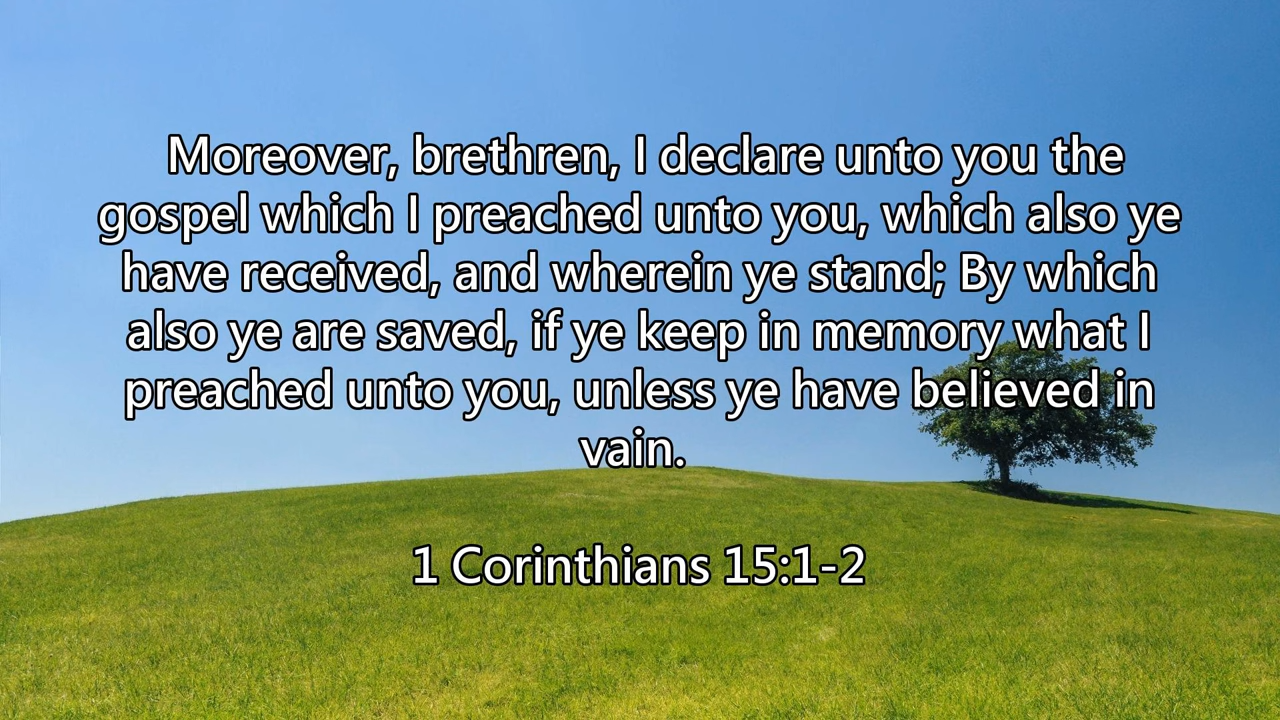 Moreover, brethren, I declare unto you the
gospel which I preached unto you, which also ye
have received, and wherein ye stand; By which
also ye are saved, if ye keep in memory what I
preached unto you, unless ye have believed in
vain.
1 Corinthians 15:1-2